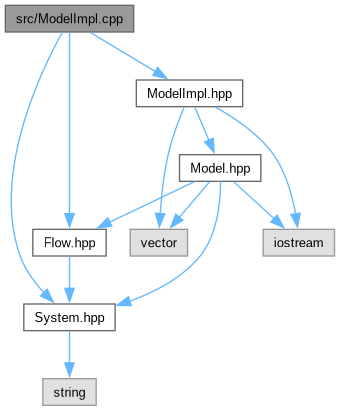 src/ModelImpl.cpp
ModelImpl.hpp
Model.hpp
Flow.hpp
vector
iostream
System.hpp
string